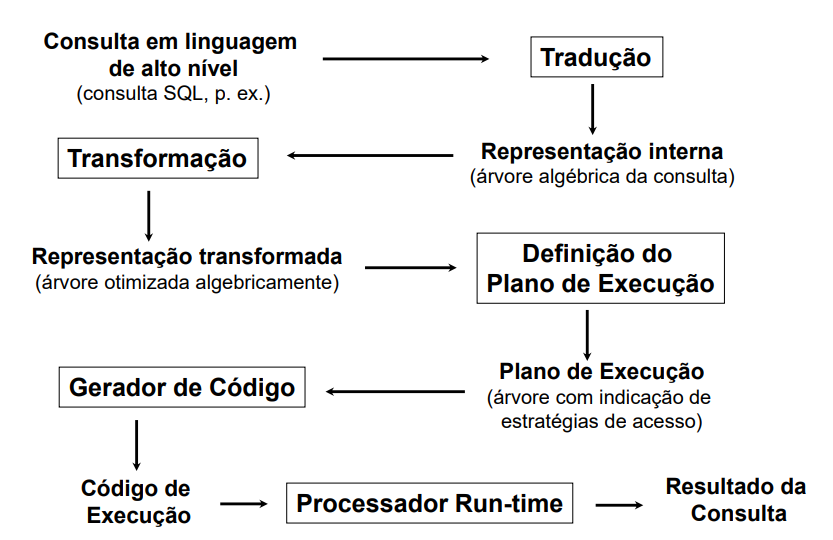 Consulta em linguagem
de alto nível
(consulta SQL, p. ex.)
Tradução
Representação interna
(árvore algébrica da consulta)
Transformação
Representação transformada
(árvore otimizada algebricamente)
Definição do
Plano de Execução
Plano de Execução
(árvore com indicação de
estratégias de acesso)
Gerador de Código
Código de
Execução
Processador Run-time
Resultado da
Consulta